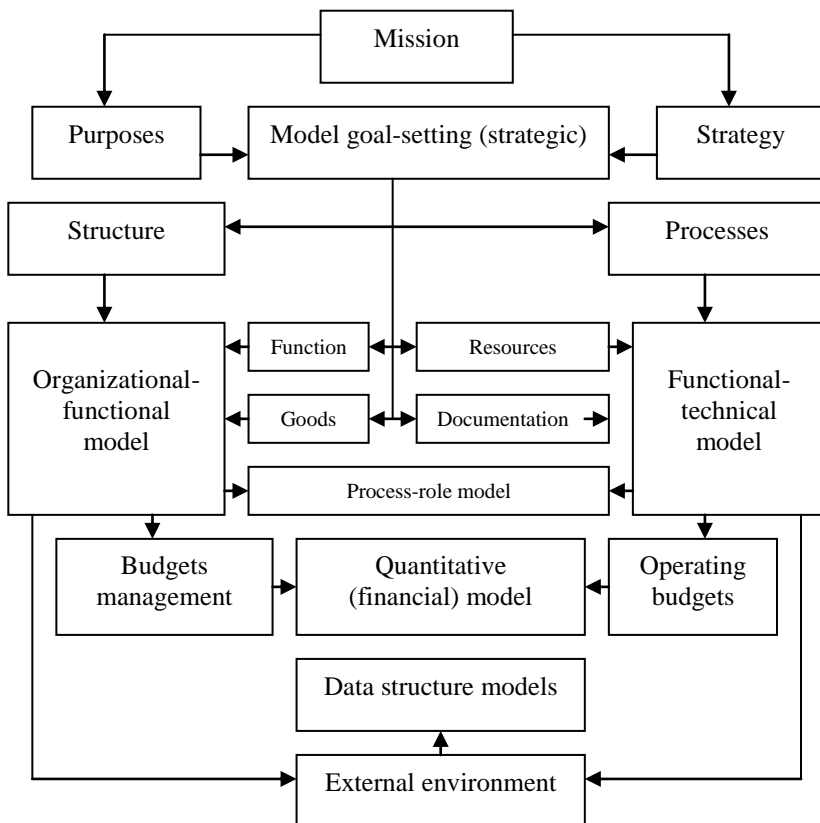 Mission
Purposes
Model goal-setting (strategic)
Strategy
Structure
Processes
Function
Resources
Organizational-
functional
model
Functional-
technical
model
Goods
Documentation
Process-role model
Budgets
management
Quantitative
(financial) model
Operating
budgets
Data structure models
External environment